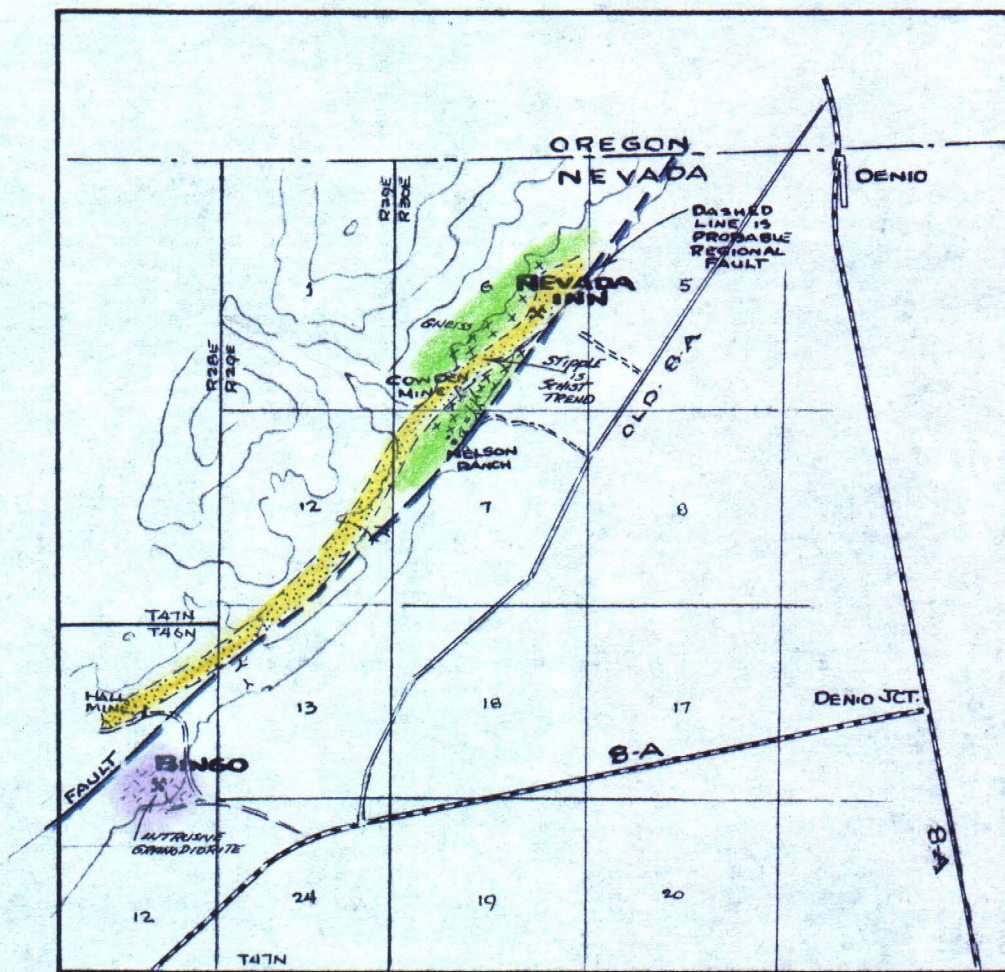 OREGON
NEVADA
DENIO
R29E
R30E
DASHED
LINE IS
PROBABLE
REGIONAL
FAULT
6
5
NEVADA
INN
GNEISS
R28E
R29E
COWDEN
MINE
STIPPLE
IS
SCHIST
TREND
OLD 8-A
NELSON
RANCH
12
7
8
T47N
T46N
HALL
MINE
13
18
17
DENIO JCT.
8-A
BINGO
FAULT
INTRUSIVE
GRANODIORITE
8-A
12
24
19
20
T47N